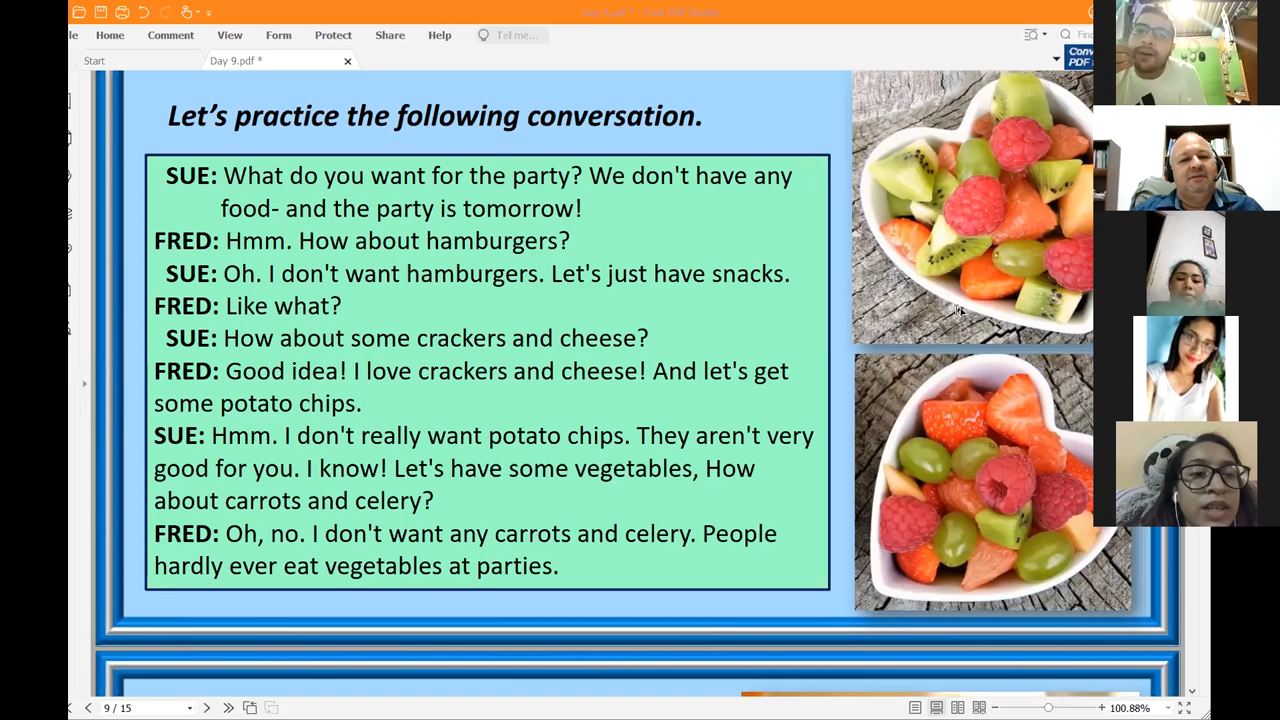 Home Comment View Form Protect Share Help Tell me...
Find
Start Day 9.pdf *
Let's practice the following conversation.
SUE: What do you want for the party? We don't have any
food- and the party is tomorrow!
FRED: Hmm. How about hamburgers?
SUE: Oh. I don't want hamburgers. Let's just have snacks.
FRED: Like what?
SUE: How about some crackers and cheese?
FRED: Good idea! I love crackers and cheese! And let's get
some potato chips.
SUE: Hmm. I don't really want potato chips. They aren't very
good for you. I know! Let's have some vegetables, How
about carrots and celery?
FRED: Oh, no. I don't want any carrots and celery. People
hardly ever eat vegetables at parties.
9 / 15
100.88%